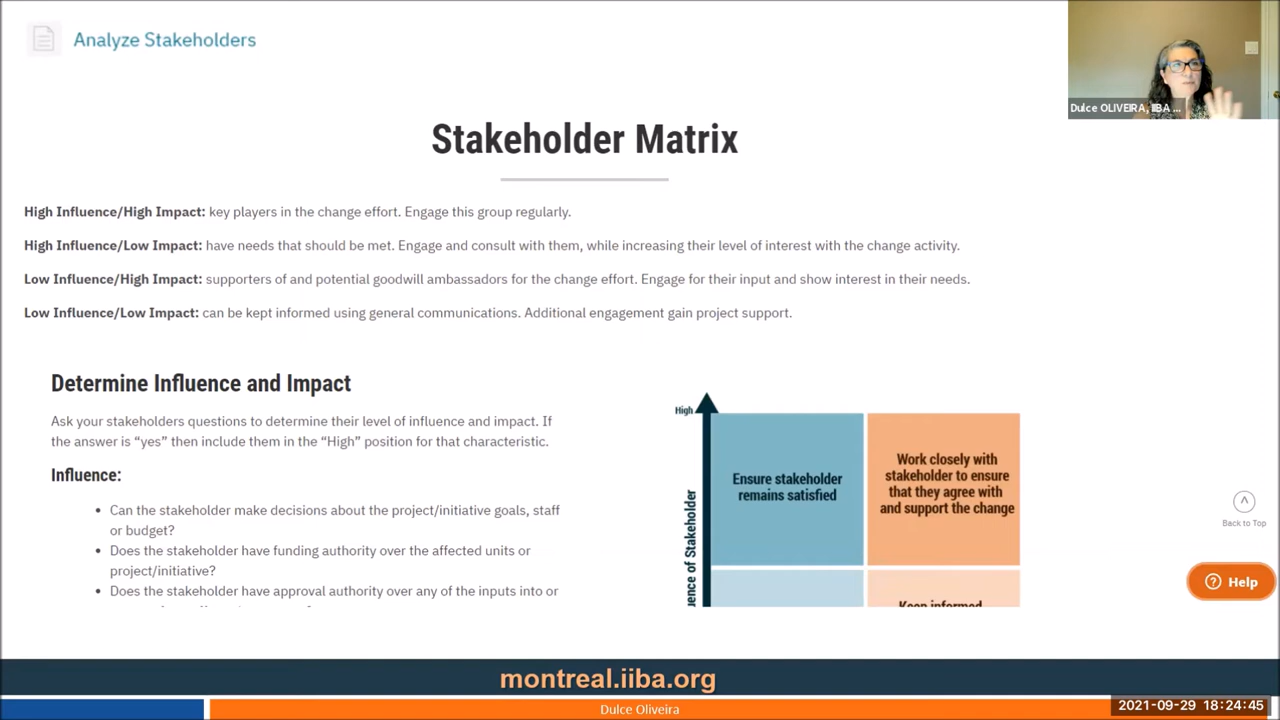 Analyze Stakeholders
Dulce OLIVEIRA, IIBA ...
Stakeholder Matrix
High Influence/High Impact: key players in the change effort. Engage this group regularly.
High Influence/Low Impact: have needs that should be met. Engage and consult with them, while increasing their level of interest with the change activity.
Low Influence/High Impact: supporters of and potential goodwill ambassadors for the change effort. Engage for their input and show interest in their needs.
Low Influence/Low Impact: can be kept informed using general communications. Additional engagement gain project support.
Determine Influence and Impact
Ask your stakeholders questions to determine their level of influence and impact. If
the answer is “yes” then include them in the “High” position for that characteristic.
Influence:
• Can the stakeholder make decisions about the project/initiative goals, staff
or budget?
• Does the stakeholder have funding authority over the affected units or
project/initiative?
• Does the stakeholder have approval authority over any of the inputs into or
High
uence of Stakeholder
Ensure stakeholder
remains satisfied
Work closely with
stakeholder to ensure
that they agree with
and support the change
Keep informed
Back to Top
Help
montreal.iiba.org
Dulce Oliveira
2021-09-29 18:24:45